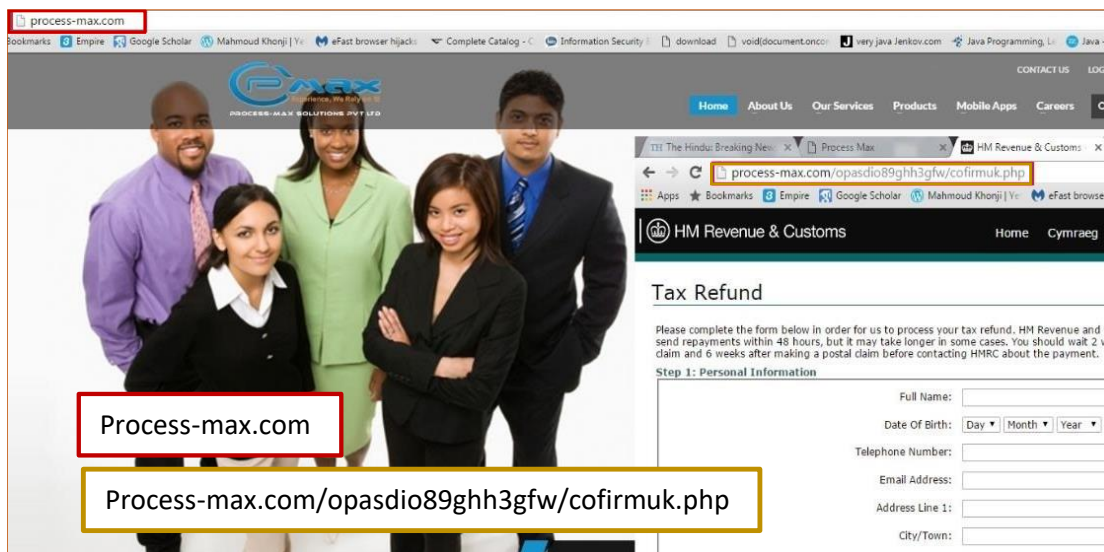 process-max.com
Bookmarks Empire Google Scholar Mahmoud Khonji | Ye eFast browser hijacks Complete Catalog - C Information Security download void(document.oncor very java Jenkov.com Java Programming, Java
CONTACT US
Pmax
Experience, We Rely on It
PROCESS-MAX SOLUTIONS PVT LTD
Home About Us Our Services Products Mobile Apps Careers
TH The Hindu: Breaking New Process Max HM Revenue & Customs
process-max.com/opasdio89ghh3gfw/cofirmuk.php
Apps Bookmarks Empire Google Scholar Mahmoud Khonji | Ye eFast browse
HM Revenue & Customs Home Cymraeg
Tax Refund
Please complete the form below in order for us to process your tax refund. HM Revenue and
send repayments within 48 hours, but it may take longer in some cases. You should wait 2
claim and 6 weeks after making a postal claim before contacting HMRC about the payment.
Step 1: Personal Information
Full Name:
Date Of Birth: Day Month Year
Telephone Number:
Email Address:
Address Line 1:
City/Town:
Process-max.com
Process-max.com/opasdio89ghh3gfw/cofirmuk.php